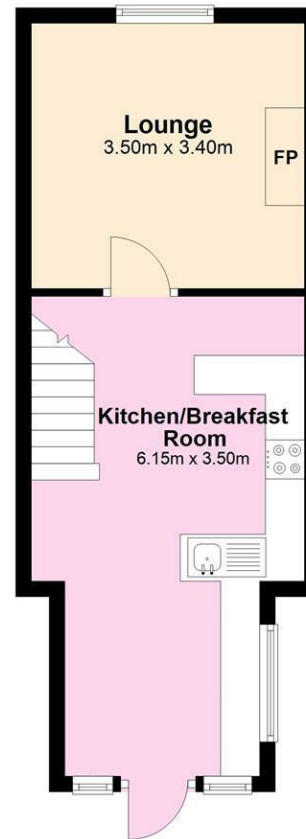 Lounge
3.50m x 3.40m
FP
Kitchen/Breakfast
Room
6.15m x 3.50m